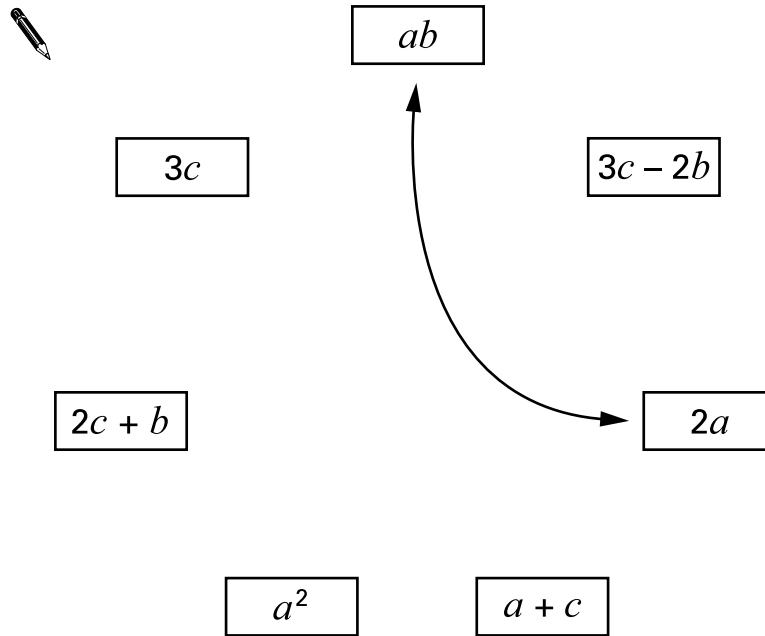 ab
3c
3c – 2b
2c + b
2a
a²
a + c